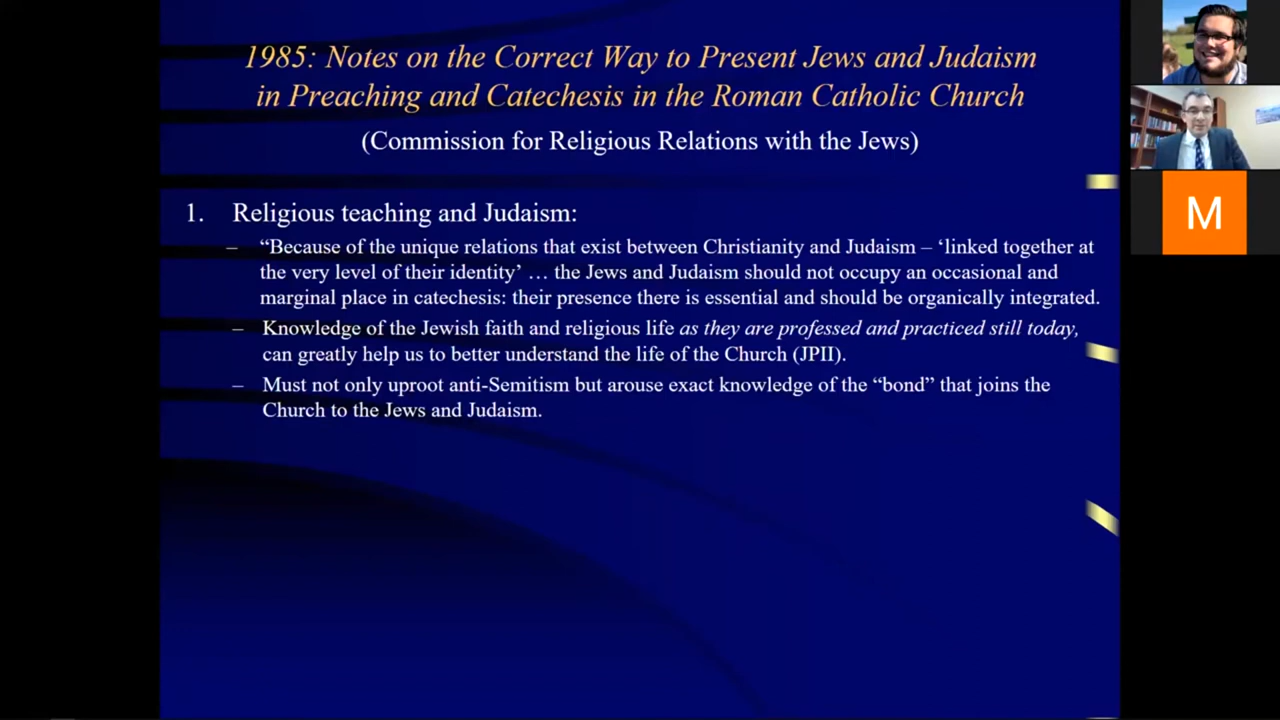 1985: Notes on the Correct Way to Present Jews and Judaism
in Preaching and Catechesis in the Roman Catholic Church
(Commission for Religious Relations with the Jews)
1. Religious teaching and Judaism:
– “Because of the unique relations that exist between Christianity and Judaism – ‘linked together at
the very level of their identity’ … the Jews and Judaism should not occupy an occasional and
marginal place in catechesis: their presence there is essential and should be organically integrated.
– Knowledge of the Jewish faith and religious life as they are professed and practiced still today,
can greatly help us to better understand the life of the Church (JPII).
– Must not only uproot anti-Semitism but arouse exact knowledge of the “bond” that joins the
Church to the Jews and Judaism.
M